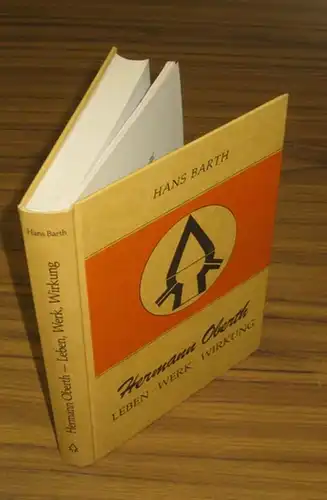 HANS BARTH
Hermann Oberth
LEBEN · WERK · WIRKUNG
Hans Barth
Hermann Oberth – Leben, Werk, Wirkung